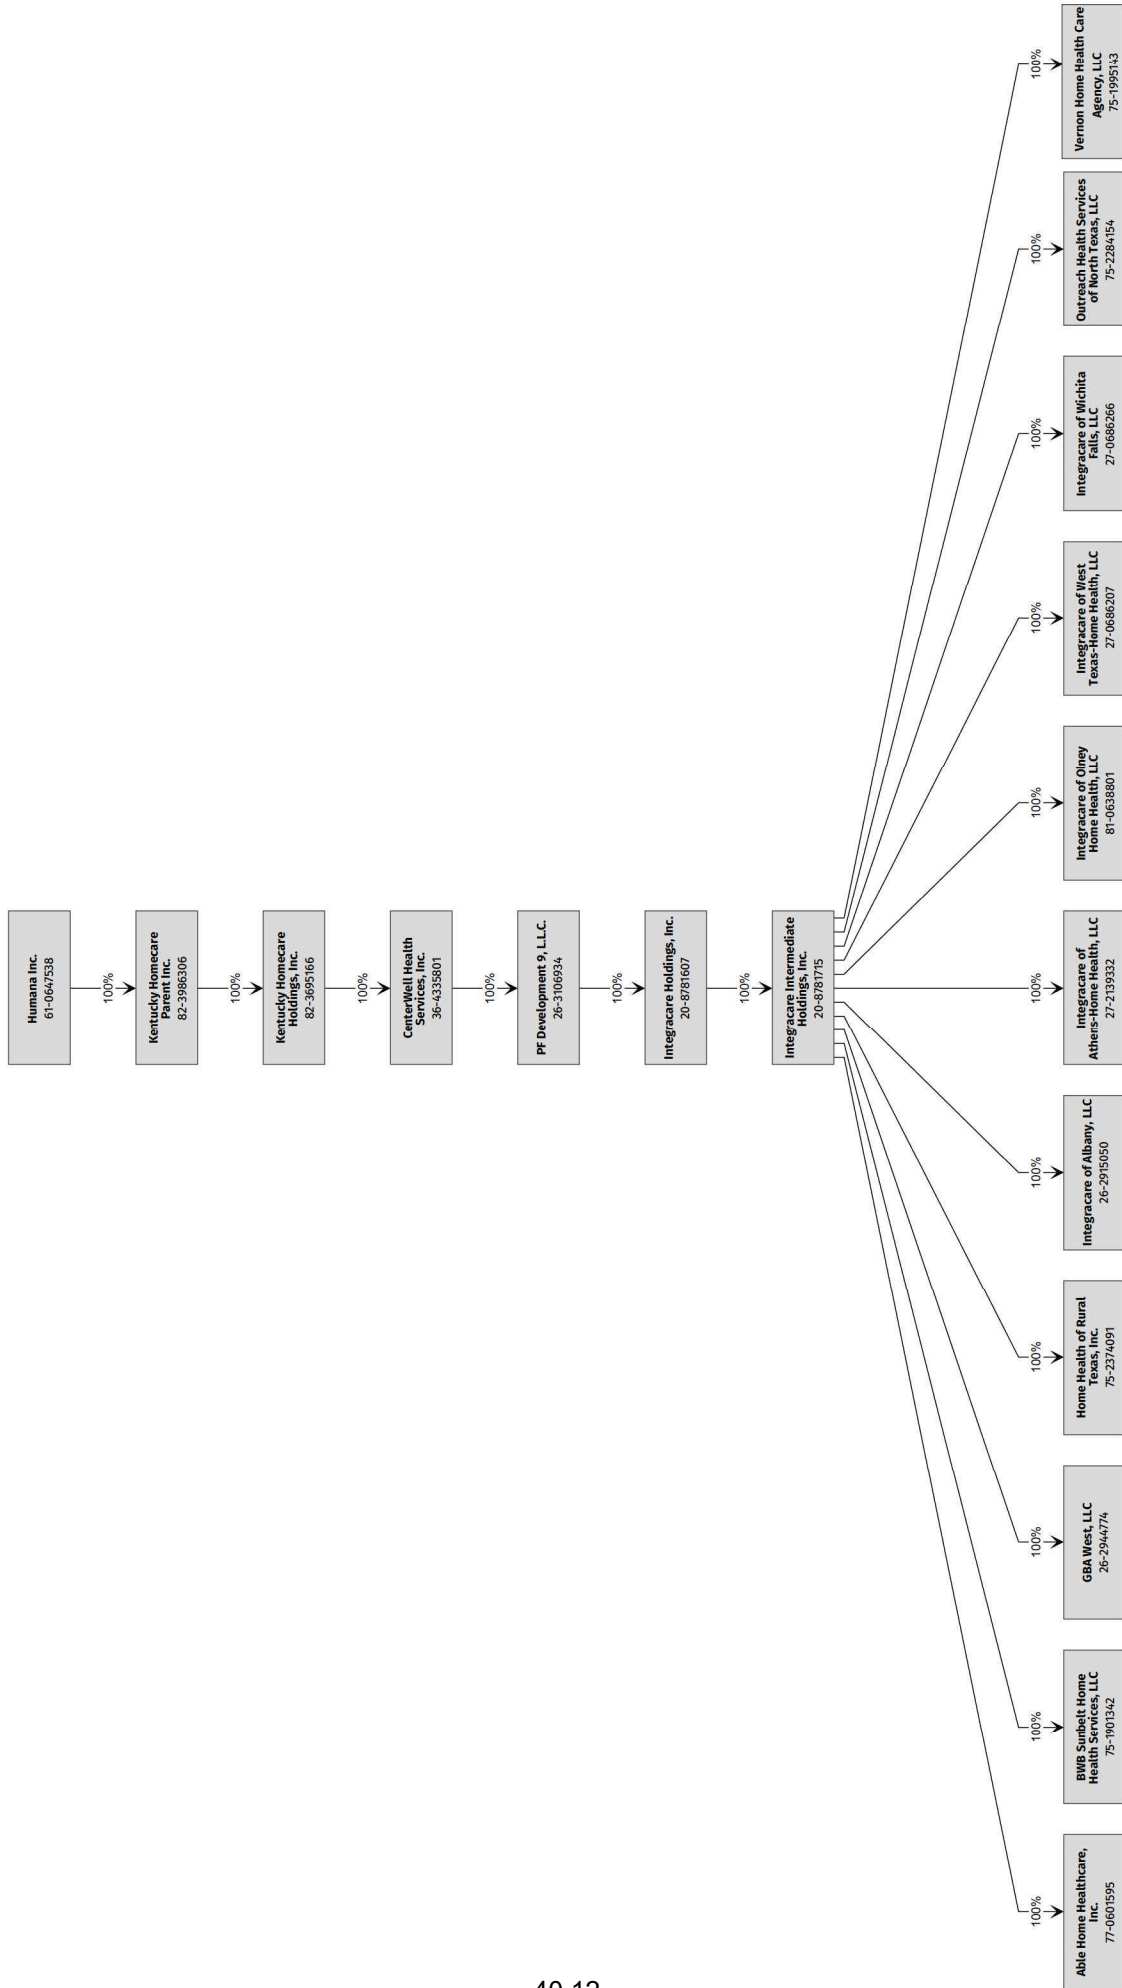 Humana Inc.
61-0647538
100%
Kentucky Homecare
Parent Inc.
82-3986306
100%
Kentucky Homecare
Holdings, Inc.
82-3695166
100%
CenterWell Health
Services, Inc.
36-4335801
100%
PF Development 9, L.L.C.
26-3106934
100%
Integracare Holdings, Inc.
20-8781607
100%
Integracare Intermediate
Holdings, Inc.
20-8781715
100%
Able Home Healthcare,
Inc.
77-0601595
100%
BWB Sunbelt Home
Health Services, LLC
75-1901342
100%
GBA West, LLC
26-2944774
100%
Home Health of Rural
Texas, Inc.
75-2374091
100%
Integracare of Albany, LLC
26-2915050
100%
Integracare of
Athens-Home Health, LLC
27-2139332
100%
Integracare of Olney
Home Health, LLC
81-0638801
100%
Integracare of West
Texas-Home Health, LLC
27-0686207
100%
Integracare of Wichita
Falls, LLC
27-0686266
100%
Outreach Health Services
of North Texas, LLC
75-2284154
100%
Vernon Home Health Care
Agency, LLC
75-1995143